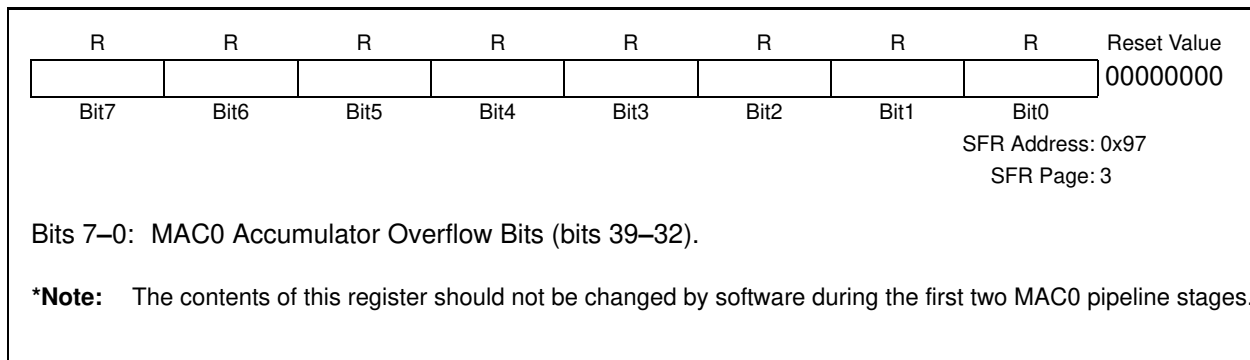 R R R R R R R R Reset Value
00000000
Bit7 Bit6 Bit5 Bit4 Bit3 Bit2 Bit1 Bit0
SFR Address: 0x97
SFR Page: 3
Bits 7–0: MAC0 Accumulator Overflow Bits (bits 39–32).
*Note: The contents of this register should not be changed by software during the first two MAC0 pipeline stages.